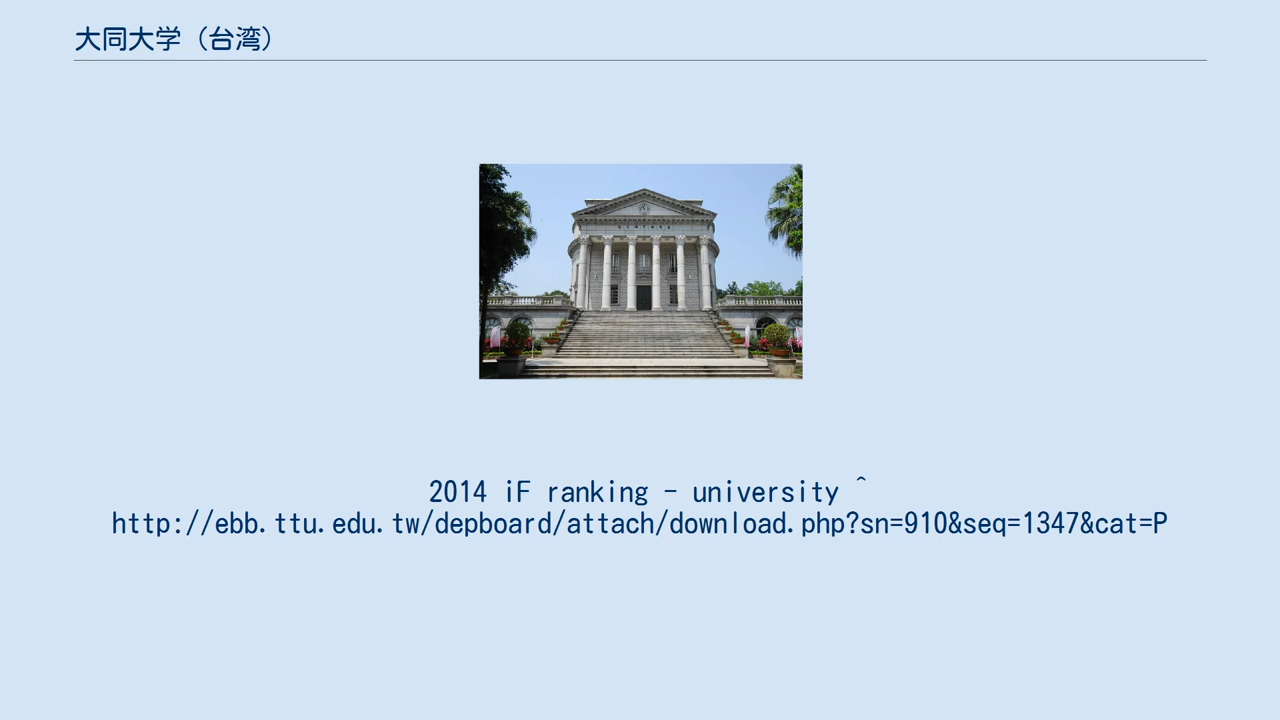 大同大学（台湾）
2014 iF ranking - university ^
http://ebb.ttu.edu.tw/depboard/attach/download.php?sn=910&seq=1347&cat=P